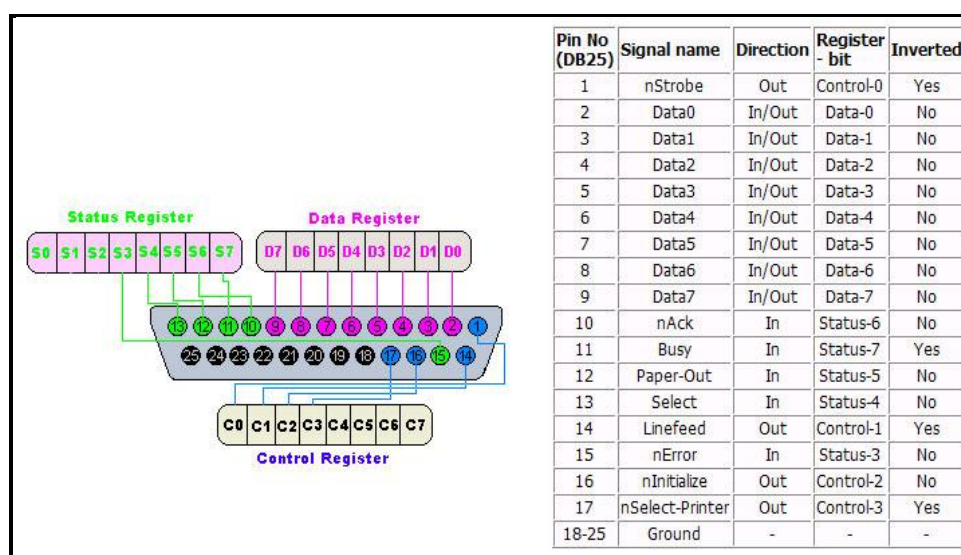 Status Register
Data Register
S0 S1 S2 S3 S4 S5 S6 S7
D7 D6 D5 D4 D3 D2 D1 D0
13 12 11 10 9 8 7 6 5 4 3 2 1
25 24 23 22 21 20 19 18 17 16 15 14
C0 C1 C2 C3 C4 C5 C6 C7
Control Register
Pin No (DB25) Signal name Direction Register - bit Inverted
1 nStrobe Out Control-0 Yes
2 Data0 In/Out Data-0 No
3 Data1 In/Out Data-1 No
4 Data2 In/Out Data-2 No
5 Data3 In/Out Data-3 No
6 Data4 In/Out Data-4 No
7 Data5 In/Out Data-5 No
8 Data6 In/Out Data-6 No
9 Data7 In/Out Data-7 No
10 nAck In Status-6 No
11 Busy In Status-7 Yes
12 Paper-Out In Status-5 No
13 Select In Status-4 No
14 Linefeed Out Control-1 Yes
15 nError In Status-3 No
16 nInitialize Out Control-2 No
17 nSelect-Printer Out Control-3 Yes
18-25 Ground - - -